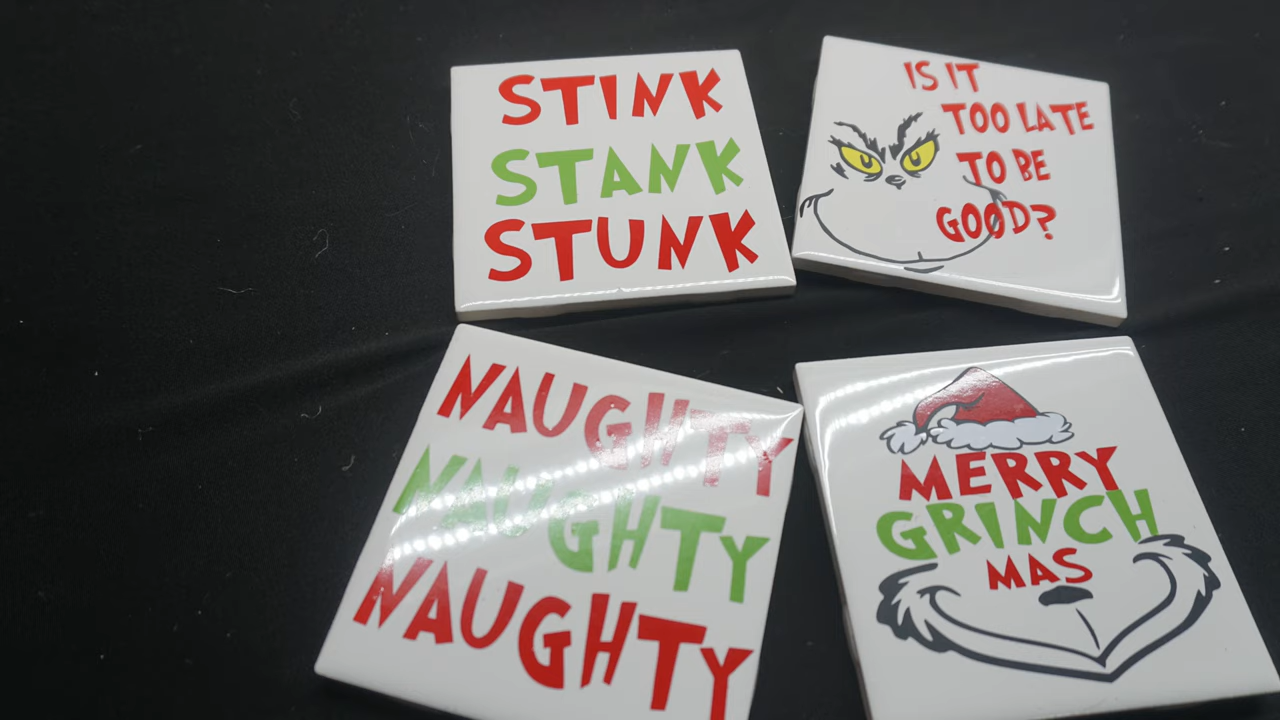 STINK
STANK
STUNK
IS IT
TOO LATE
TO BE
GOOD?
NAUGHTY
NAUGHTY
NAUGHTY
MERRY
GRINCH
MAS